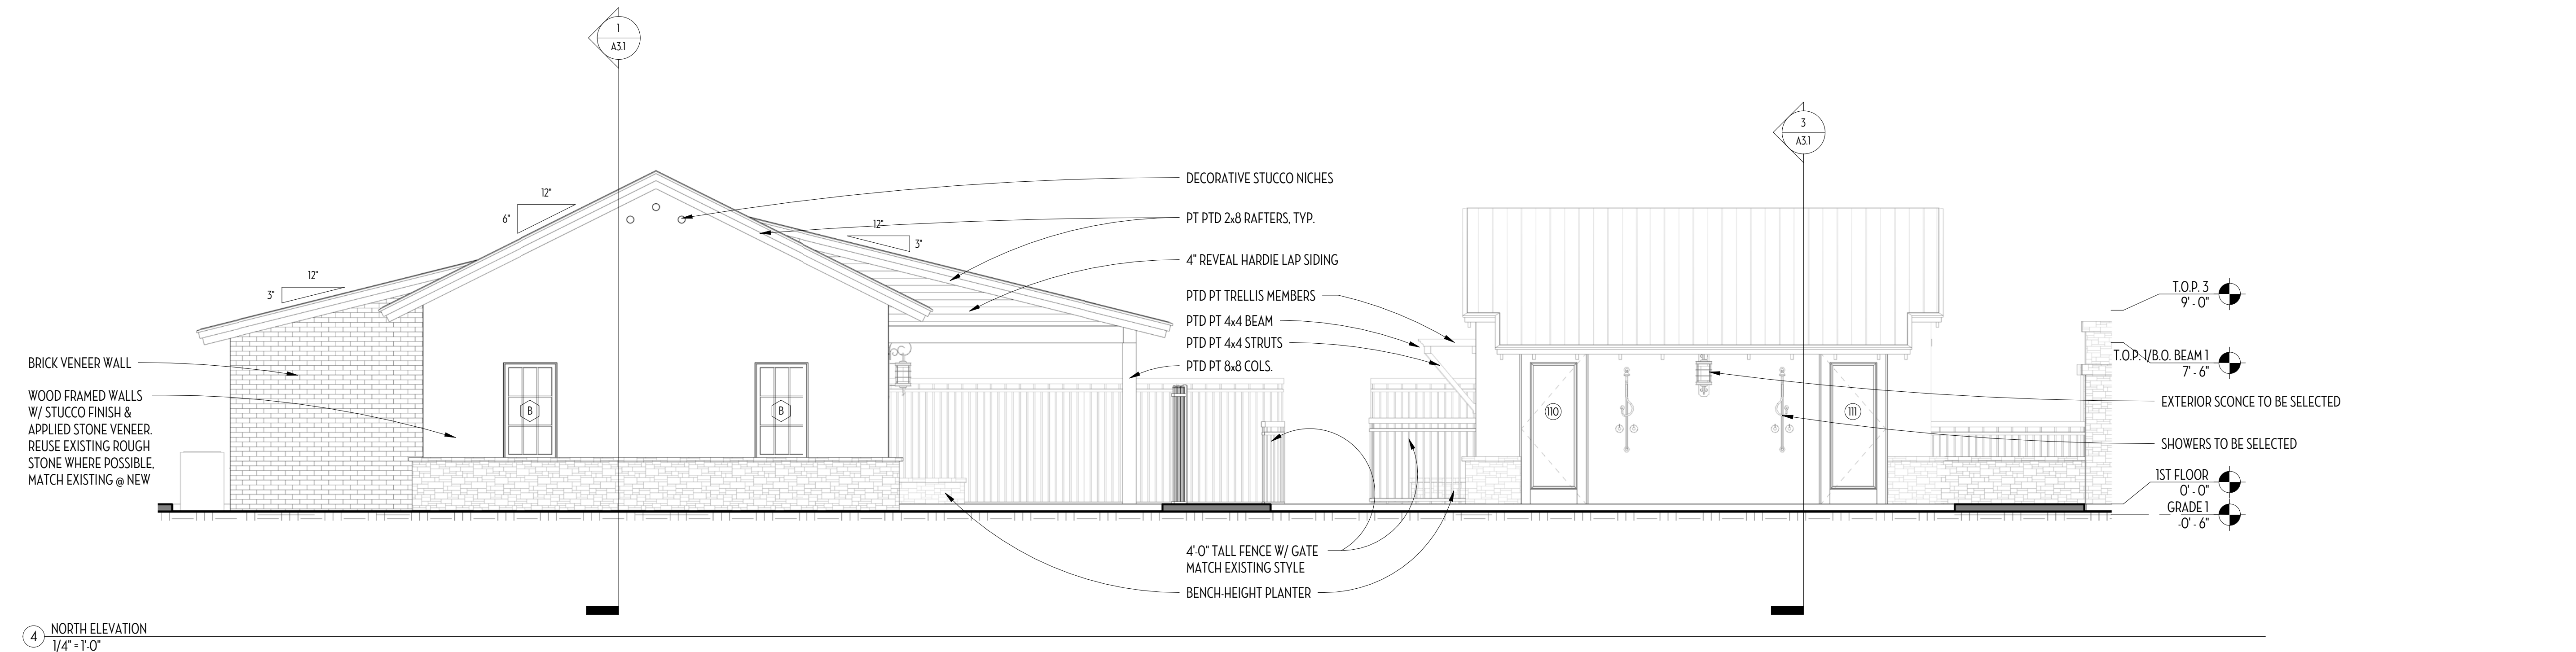 1
A3.1
3
A3.1
12"
6"
12"
3"
12"
3"
DECORATIVE STUCCO NICHES
PT PTD 2x8 RAFTERS, TYP.
4" REVEAL HARDIE LAP SIDING
PTD PT TRELLIS MEMBERS
PTD PT 4x4 BEAM
PTD PT 4x4 STRUTS
PTD PT 8x8 COLS.
BRICK VENEER WALL
WOOD FRAMED WALLS
W/ STUCCO FINISH &
APPLIED STONE VENEER.
REUSE EXISTING ROUGH
STONE WHERE POSSIBLE,
MATCH EXISTING @ NEW
B
B
110
111
T.O.P. 3
9' - 0"
T.O.P. 1/B.O. BEAM 1
7' - 6"
EXTERIOR SCONCE TO BE SELECTED
SHOWERS TO BE SELECTED
1ST FLOOR
0' - 0"
GRADE 1
-0' - 6"
4'-0" TALL FENCE W/ GATE
MATCH EXISTING STYLE
BENCH-HEIGHT PLANTER
4
NORTH ELEVATION
1/4" = 1'-0"